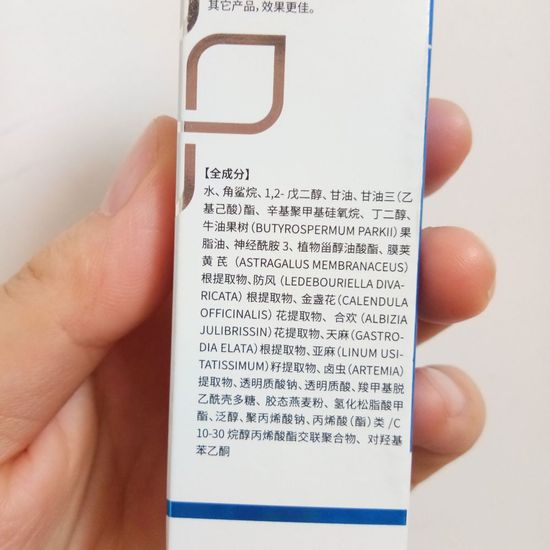 其它产品，效果更佳。
【全成分】
水、角鲨烷、1,2-戊二醇、甘油、甘油三（乙
基己酸）酯、辛基聚甲基硅氧烷、丁二醇、
牛油果树（BUTYROSPERMUM PARKII）果
脂油、神经酰胺 3、植物甾醇油酸酯、膜荚
黄芪（ASTRAGALUS MEMBRANACEUS）
根提取物、防风（LEDEBOURIELLA DIVA-
RICATA）根提取物、金盏花（CALENDULA
OFFICINALIS）花提取物、合欢（ALBIZIA
JULIBRISSIN）花提取物、天麻（GASTRO-
DIA ELATA）根提取物、亚麻（LINUM USI-
TATISSIMUM）籽提取物、卤虫（ARTEMIA）
提取物、透明质酸钠、透明质酸、羧甲基脱
乙酰壳多糖、胶态燕麦粉、氢化松脂酸甲
酯、泛醇、聚丙烯酸钠、丙烯酸（酯）类 /C
10-30 烷醇丙烯酸酯交联聚合物、对羟基
苯乙酮